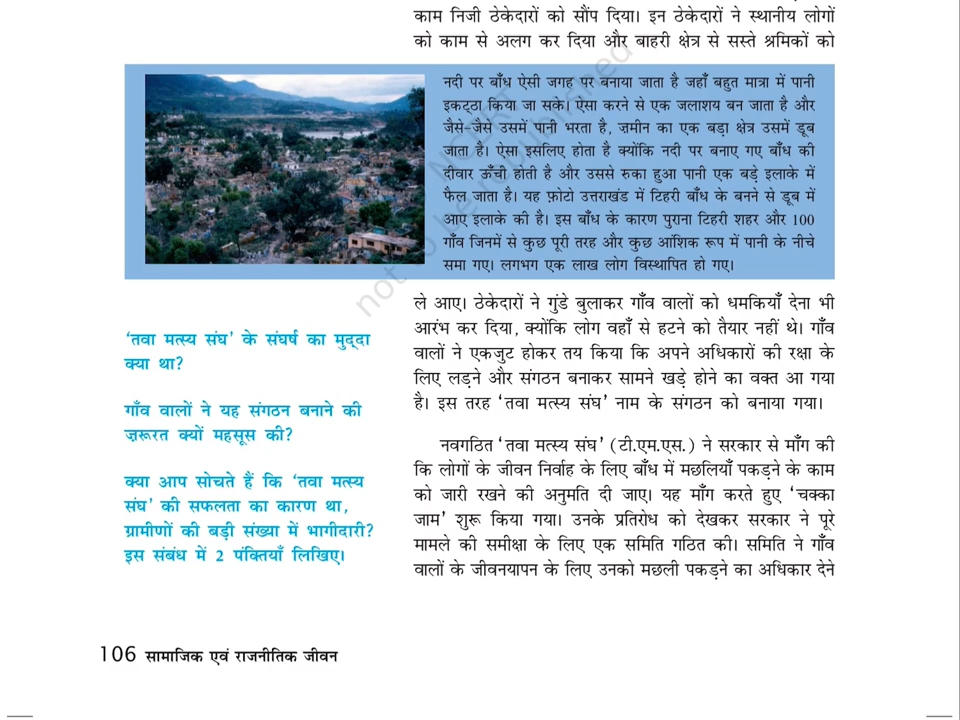 काम निजी ठेकेदारों को सौंप दिया। इन ठेकेदारों ने स्थानीय लोगों
को काम से अलग कर दिया और बाहरी क्षेत्र से सस्ते श्रमिकों को
नदी पर बाँध ऐसी जगह पर बनाया जाता है जहाँ बहुत मात्रा में पानी
इकट्ठा किया जा सके। ऐसा करने से एक जलाशय बन जाता है और
जैसे-जैसे उसमें पानी भरता है, ज़मीन का एक बड़ा क्षेत्र उसमें डूब
जाता है। ऐसा इसलिए होता है क्योंकि नदी पर बनाए गए बाँध की
दीवार ऊँची होती है और उससे रुका हुआ पानी एक बड़े इलाके में
फैल जाता है। यह फ़ोटो उत्तराखंड में टिहरी बाँध के बनने से डूब में
आए इलाके की है। इस बाँध के कारण पुराना टिहरी शहर और 100
गाँव जिनमें से कुछ पूरी तरह और कुछ आंशिक रूप में पानी के नीचे
समा गए। लगभग एक लाख लोग विस्थापित हो गए।
ले आए। ठेकेदारों ने गुंडे बुलाकर गाँव वालों को धमकियाँ देना भी
आरंभ कर दिया, क्योंकि लोग वहाँ से हटने को तैयार नहीं थे। गाँव
वालों ने एकजुट होकर तय किया कि अपने अधिकारों की रक्षा के
लिए लड़ने और संगठन बनाकर सामने खड़े होने का वक्त आ गया
है। इस तरह ‘तवा मत्स्य संघ’ नाम के संगठन को बनाया गया।
नवगठित ‘तवा मत्स्य संघ’ (टी.एम.एस.) ने सरकार से माँग की
कि लोगों के जीवन निर्वाह के लिए बाँध में मछलियाँ पकड़ने के काम
को जारी रखने की अनुमति दी जाए। यह माँग करते हुए ‘चक्का
जाम’ शुरू किया गया। उनके प्रतिरोध को देखकर सरकार ने पूरे
मामले की समीक्षा के लिए एक समिति गठित की। समिति ने गाँव
वालों के जीवनयापन के लिए उनको मछली पकड़ने का अधिकार देने
‘तवा मत्स्य संघ’ के संघर्ष का मुद्दा
क्या था?
गाँव वालों ने यह संगठन बनाने की
ज़रूरत क्यों महसूस की?
क्या आप सोचते हैं कि ‘तवा मत्स्य
संघ’ की सफलता का कारण था,
ग्रामीणों की बड़ी संख्या में भागीदारी?
इस संबंध में 2 पंक्तियाँ लिखिए।
106 सामाजिक एवं राजनीतिक जीवन